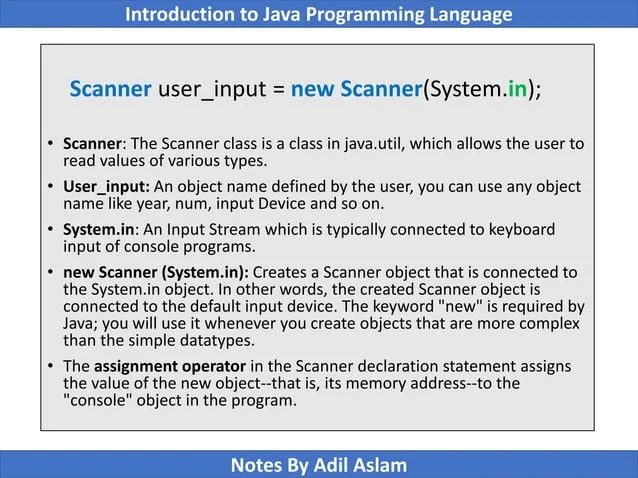 Introduction to Java Programming Language
Scanner user_input = new Scanner(System.in);
• Scanner: The Scanner class is a class in java.util, which allows the user to
read values of various types.
• User_input: An object name defined by the user, you can use any object
name like year, num, input Device and so on.
• System.in: An Input Stream which is typically connected to keyboard
input of console programs.
• new Scanner (System.in): Creates a Scanner object that is connected to
the System.in object. In other words, the created Scanner object is
connected to the default input device. The keyword "new" is required by
Java; you will use it whenever you create objects that are more complex
than the simple datatypes.
• The assignment operator in the Scanner declaration statement assigns
the value of the new object--that is, its memory address--to the
"console" object in the program.
Notes By Adil Aslam